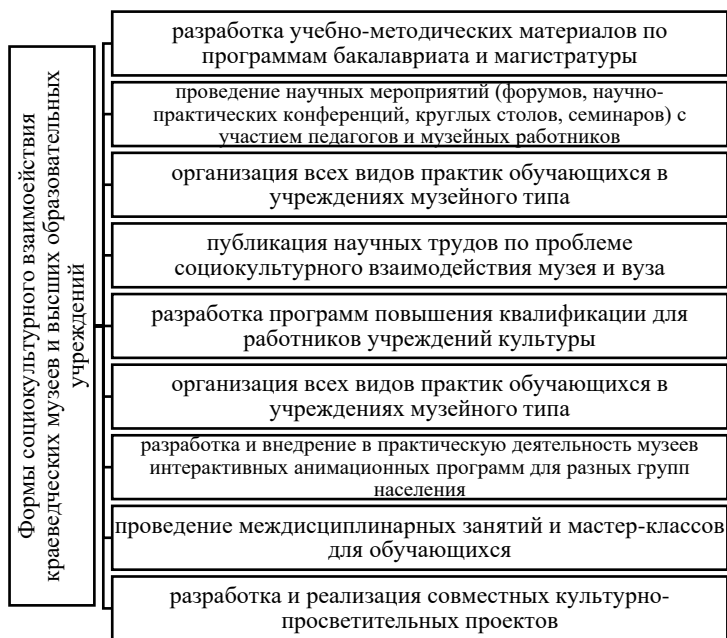 Формы социокультурного взаимоействия
краеведческих музеев и высших образовательных
учреждений
разработка учебно-методических материалов по
программам бакалавриата и магистратуры
проведение научных мероприятий (форумов, научно-
практических конференций, круглых столов, семинаров) с
участием педагогов и музейных работников
организация всех видов практик обучающихся в
учреждениях музейного типа
публикация научных трудов по проблеме
социокультурного взаимодействия музея и вуза
разработка программ повышения квалификации для
работников учреждений культуры
организация всех видов практик обучающихся в
учреждениях музейного типа
разработка и внедрение в практическую деятельность музеев
интерактивных анимационных программ для разных групп
населения
проведение междисциплинарных занятий и мастер-классов
для обучающихся
разработка и реализация совместных культурно-
просветительных проектов